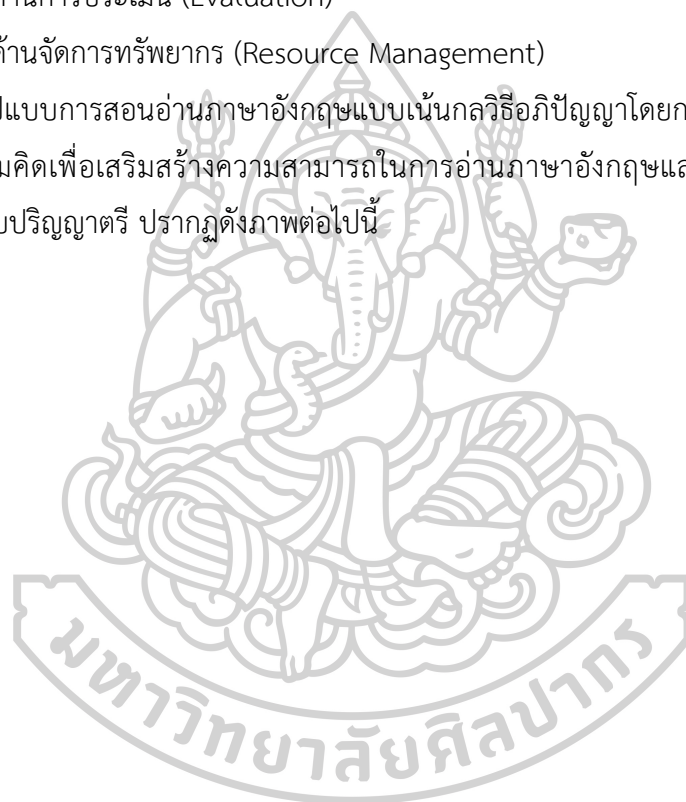 ด้านการประเมิน (Evaluation)
ด้านจัดการทรัพยากร (Resource Management)
ปแบบการสอนอ่านภาษาอังกฤษแบบเน้นกลวิธีอภิปัญญาโดยก
มคิดเพื่อเสริมสร้างความสามารถในการอ่านภาษาอังกฤษแล
บปริญญาตรี ปรากฏดังภาพต่อไปนี้
มหาวิทยาลัยศิลปากร